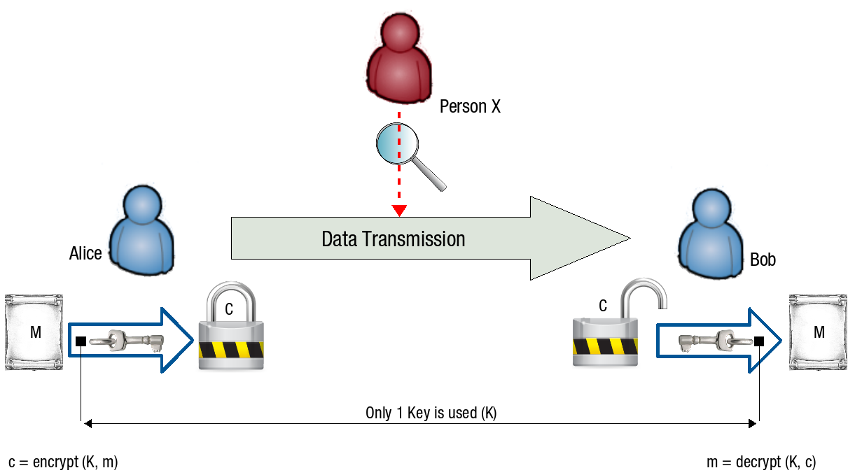 Person X
Alice
Data Transmission
Bob
C
C
M
M
Only 1 Key is used (K)
c = encrypt (K, m)
m = decrypt (K, c)